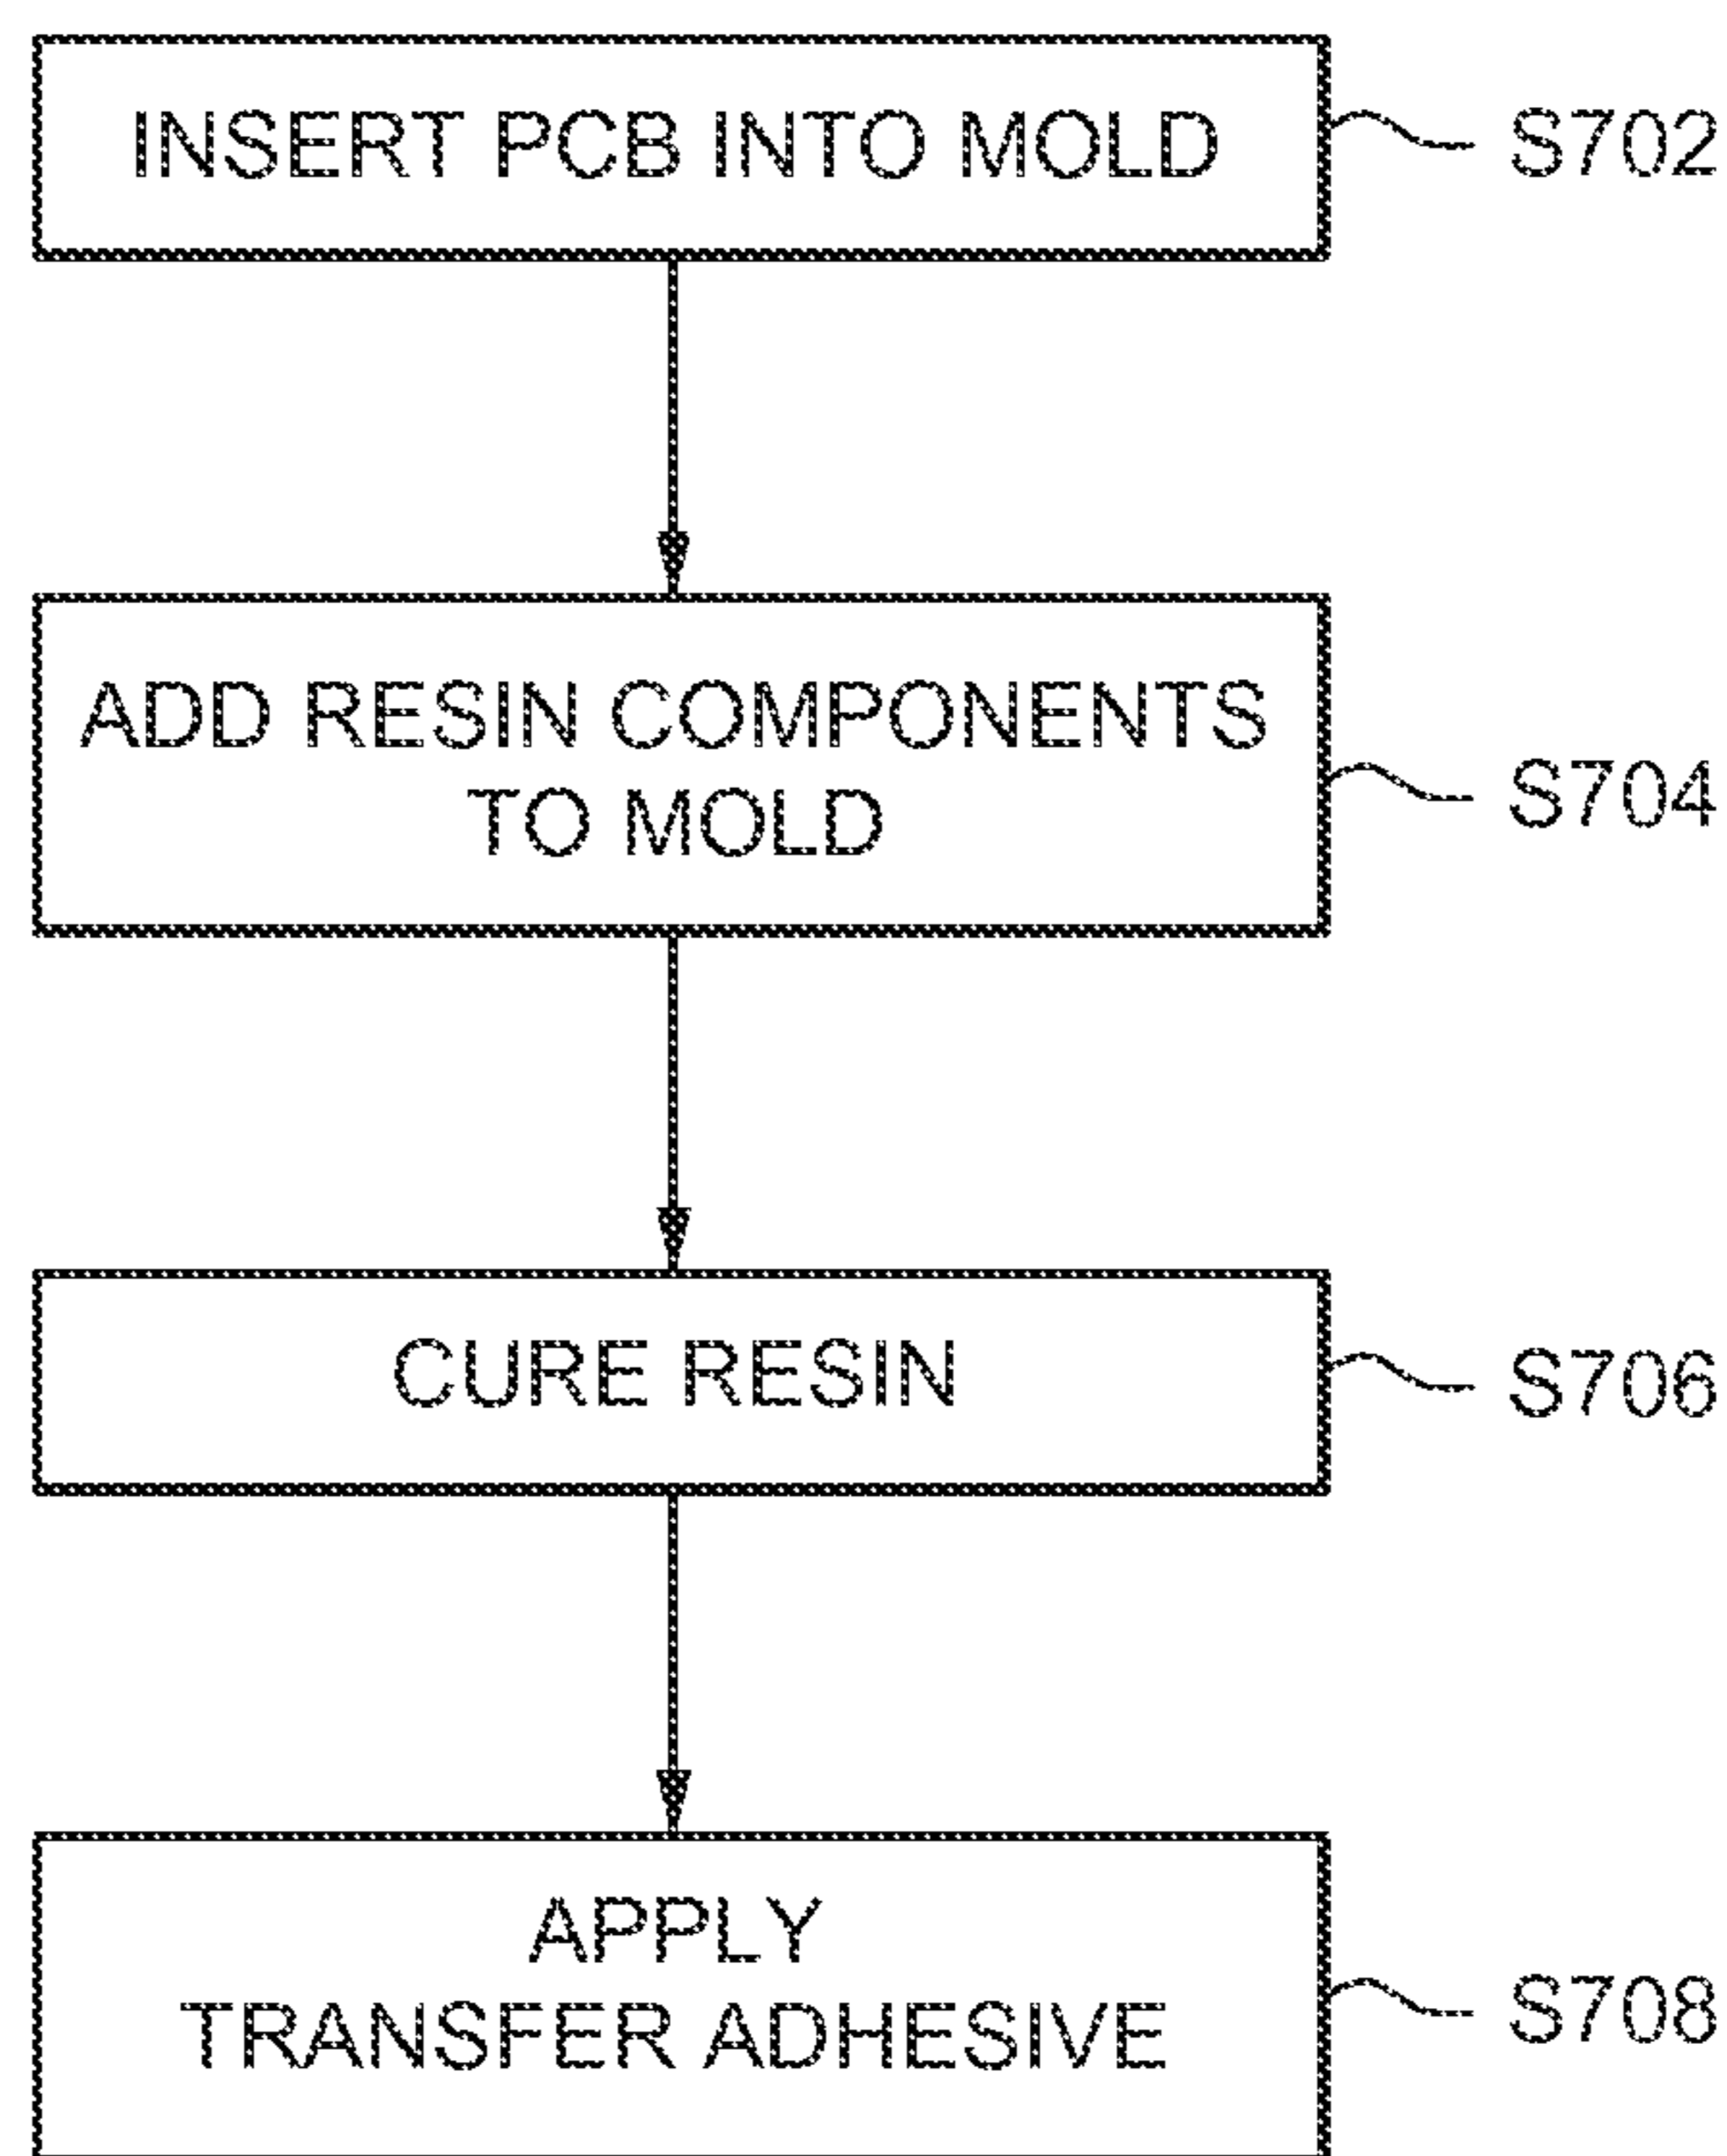 INSERT PCB INTO MOLD
S702
ADD RESIN COMPONENTS
TO MOLD
S704
CURE RESIN
S706
APPLY
TRANSFER ADHESIVE
S708